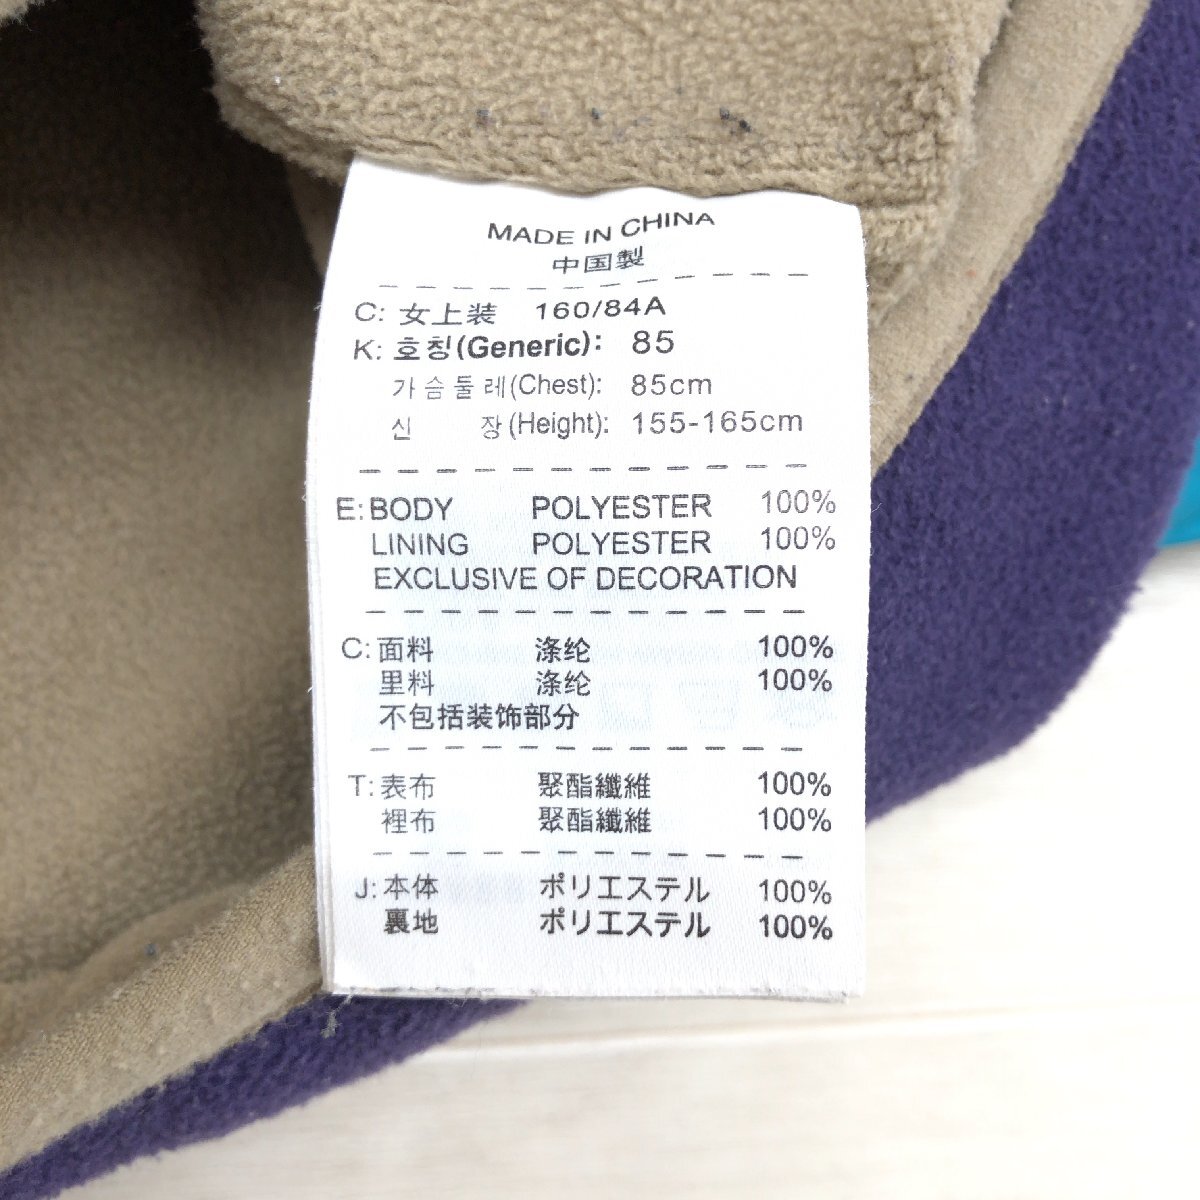 MADE IN CHINA
中国製
C: 女上装 160/84A
K: 호칭(Generic): 85
가슴둘레(Chest): 85cm
신 장(Height): 155-165cm
E: BODY POLYESTER 100%
LINING POLYESTER 100%
EXCLUSIVE OF DECORATION
C: 面料 涤纶 100%
里料 涤纶 100%
不包括装饰部分
T: 表布 聚酯纖維 100%
裡布 聚酯纖維 100%
J: 本体 ポリエステル 100%
裏地 ポリエステル 100%